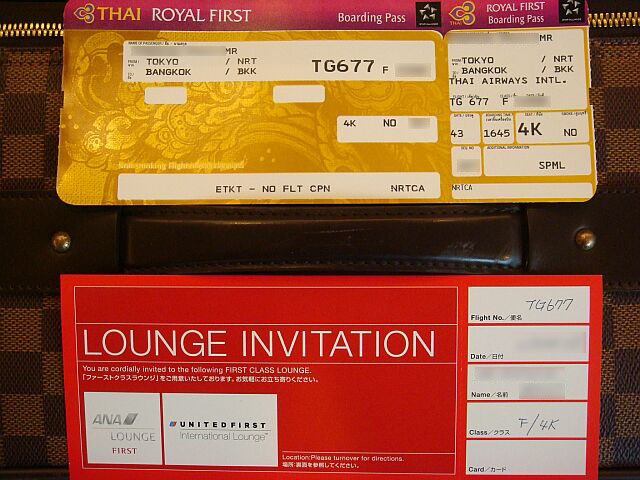 THAI ROYAL FIRST
Boarding Pass
MR
TOKYO / NRT
BANGKOK / BKK
TG677 F
4K NO
Non-smoking Flight
ETKT - NO FLT CPN NRTCA
ROYAL FIRST
Boarding Pass
MR
TOKYO / NRT
BANGKOK / BKK
THAI AIRWAYS INTL.
TG 677 F
43 1645 4K NO
ADDITIONAL INFORMATION
SPML
NRTCA
LOUNGE INVITATION
You are cordially invited to the following FIRST CLASS LOUNGE.
「ファーストクラスラウンジ」をご用意いたしております。お気軽にお立ち寄りください。
ANA
LOUNGE
FIRST
UNITED FIRST
International Lounge
Location:Please turnover for directions.
場所:裏面を参照してください。
TG677
Flight No./便名
Date/日付
Name/名前
F/4K
Class/クラス
Card/カード